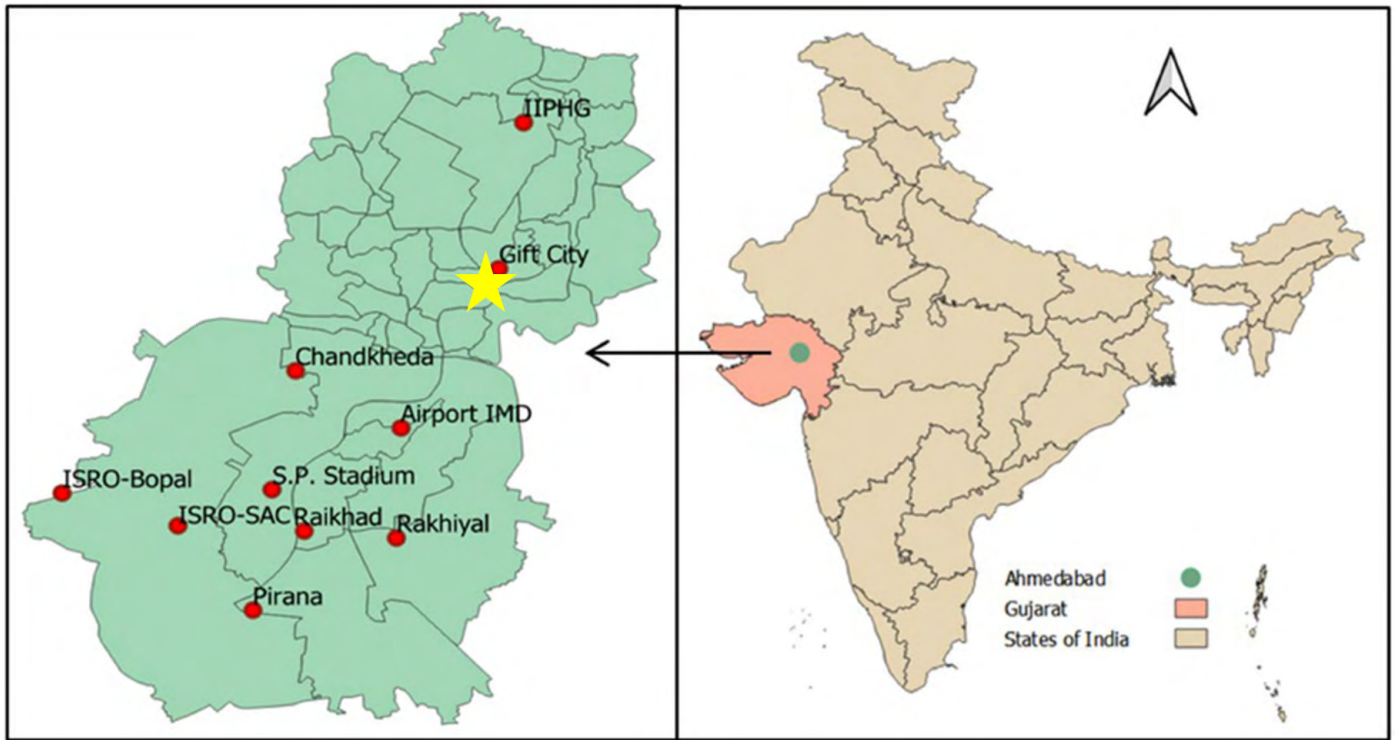 IIPHG
Gift City
Chandkheda
Airport IMD
ISRO-Bopal
S.P. Stadium
ISRO-SAC
Raikhad
Rakhiyal
Pirana
Ahmedabad
Gujarat
States of India